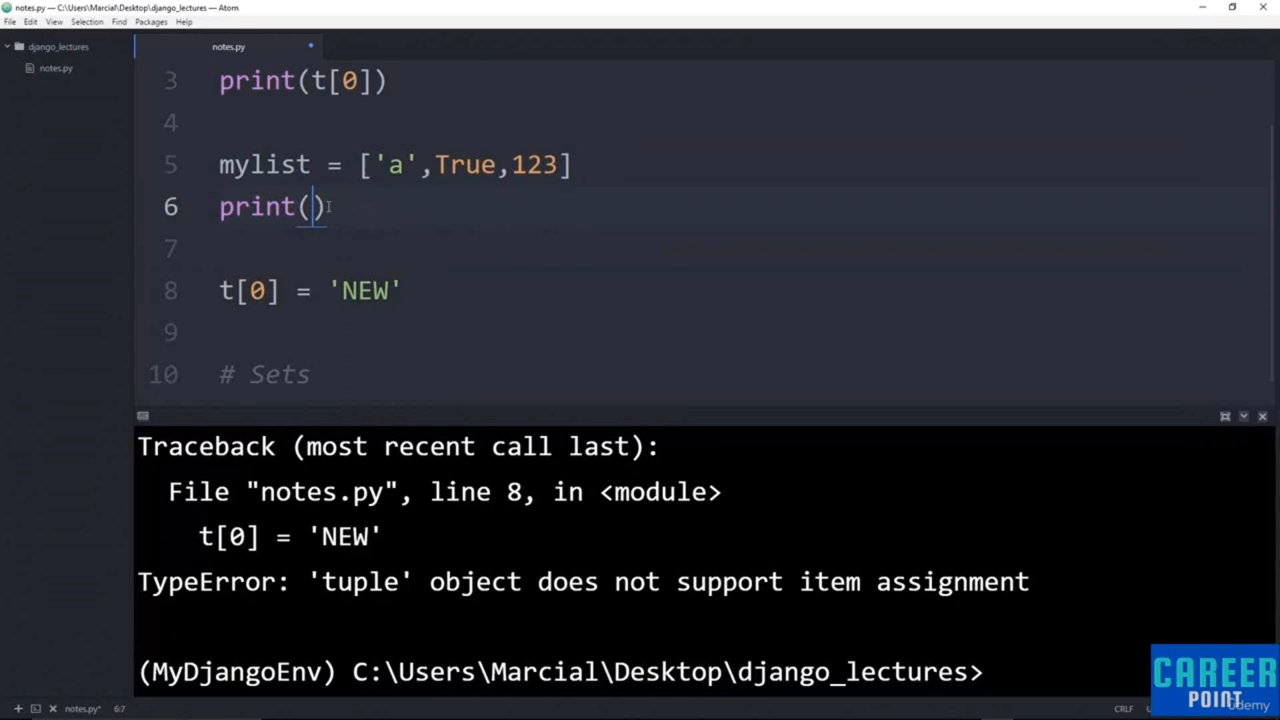 notes.py — C:\Users\Marcial\Desktop\django_lectures — Atom
File Edit View Selection Find Packages Help
django_lectures
notes.py
notes.py
3 print(t[0])
4
5 mylist = ['a',True,123]
6 print()
7
8 t[0] = 'NEW'
9
10 # Sets
Traceback (most recent call last):
File "notes.py", line 8, in <module>
t[0] = 'NEW'
TypeError: 'tuple' object does not support item assignment
(MyDjangoEnv) C:\Users\Marcial\Desktop\django_lectures>
CAREER
POINT
Udemy
notes.py* 6:7 CRLF